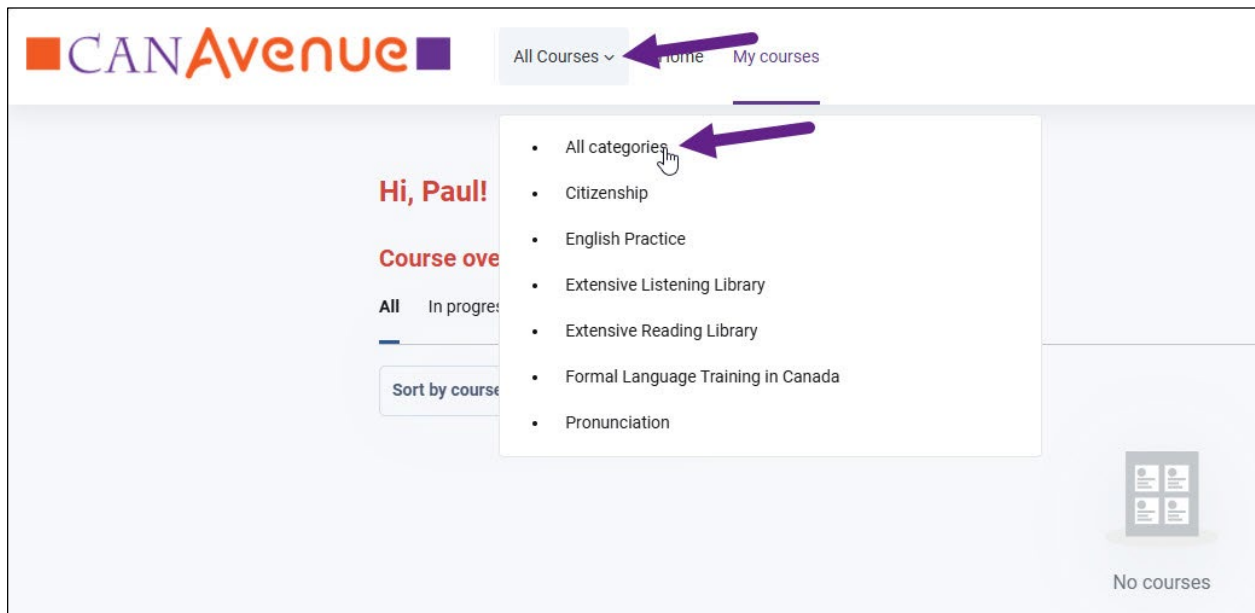 CANAvenue
All Courses Home My courses
All categories
Citizenship
English Practice
Extensive Listening Library
Extensive Reading Library
Formal Language Training in Canada
Pronunciation
Hi, Paul!
Course ove
All In progres
Sort by course
No courses